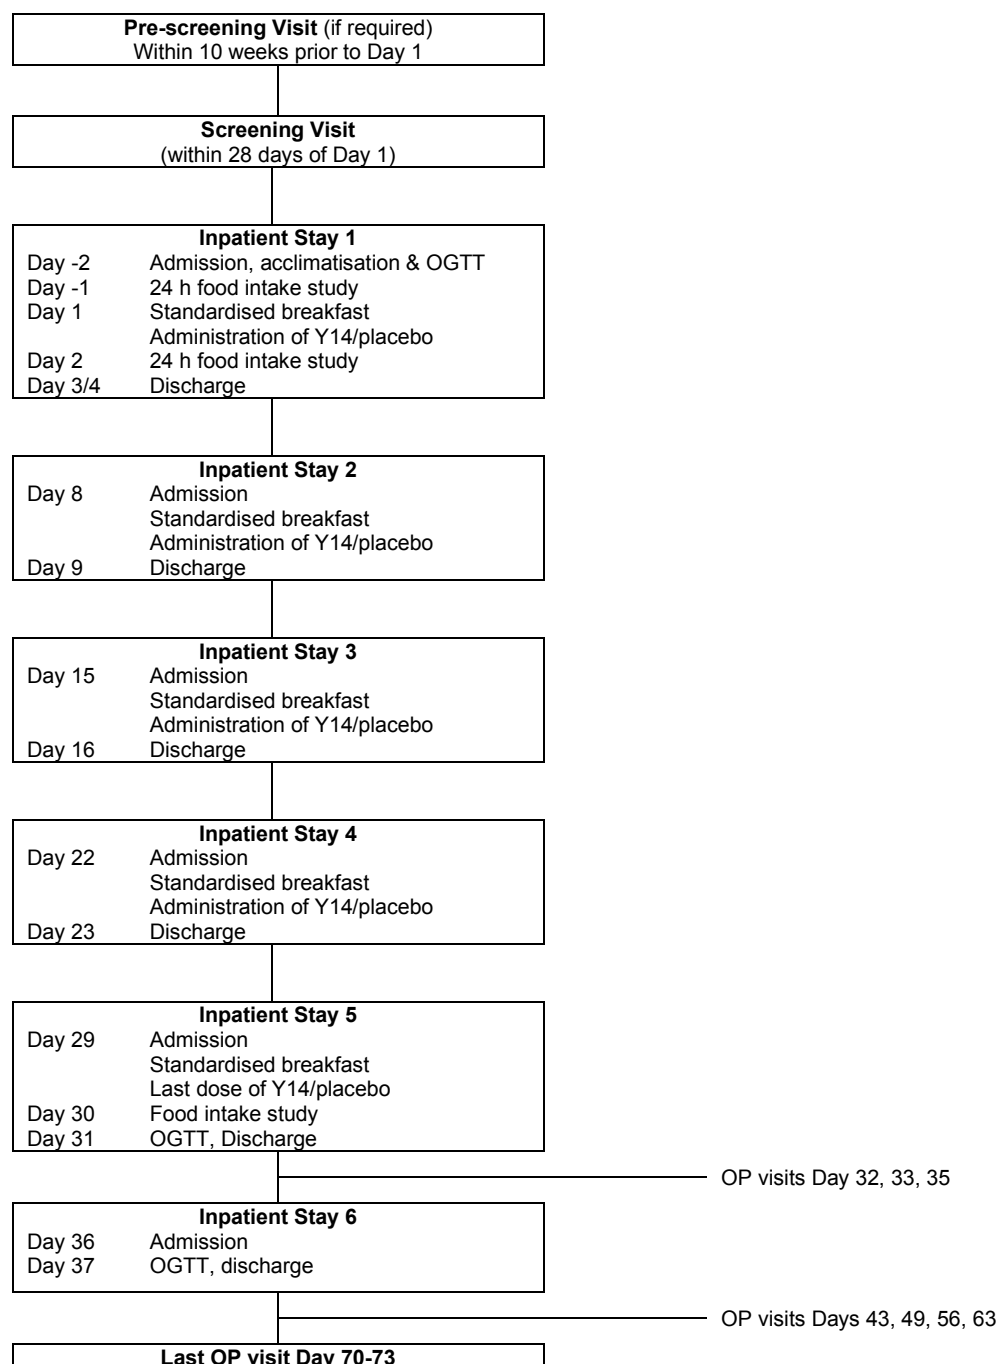 Pre-screening Visit (if required)
Within 10 weeks prior to Day 1
Screening Visit
(within 28 days of Day 1)
Inpatient Stay 1
Day -2 Admission, acclimatisation & OGTT
Day -1 24 h food intake study
Day 1 Standardised breakfast
Administration of Y14/placebo
Day 2 24 h food intake study
Day 3/4 Discharge
Inpatient Stay 2
Day 8 Admission
Standardised breakfast
Administration of Y14/placebo
Day 9 Discharge
Inpatient Stay 3
Day 15 Admission
Standardised breakfast
Administration of Y14/placebo
Day 16 Discharge
Inpatient Stay 4
Day 22 Admission
Standardised breakfast
Administration of Y14/placebo
Day 23 Discharge
Inpatient Stay 5
Day 29 Admission
Standardised breakfast
Last dose of Y14/placebo
Day 30 Food intake study
Day 31 OGTT, Discharge
OP visits Day 32, 33, 35
Inpatient Stay 6
Day 36 Admission
Day 37 OGTT, discharge
OP visits Days 43, 49, 56, 63
Last OP visit Day 70-73